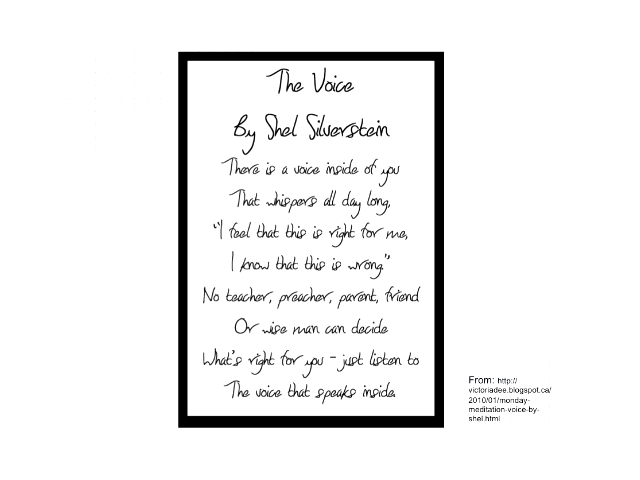 The Voice
By Shel Silverstein
There is a voice inside of you
That whispers all day long,
"I feel that this is right for me,
I know that this is wrong."
No teacher, preacher, parent, friend
Or wise man can decide
What's right for you - just listen to
The voice that speaks inside.
From: http://
victoriadee.blogspot.ca/
2010/01/monday-
meditation-voice-by-
shel.html